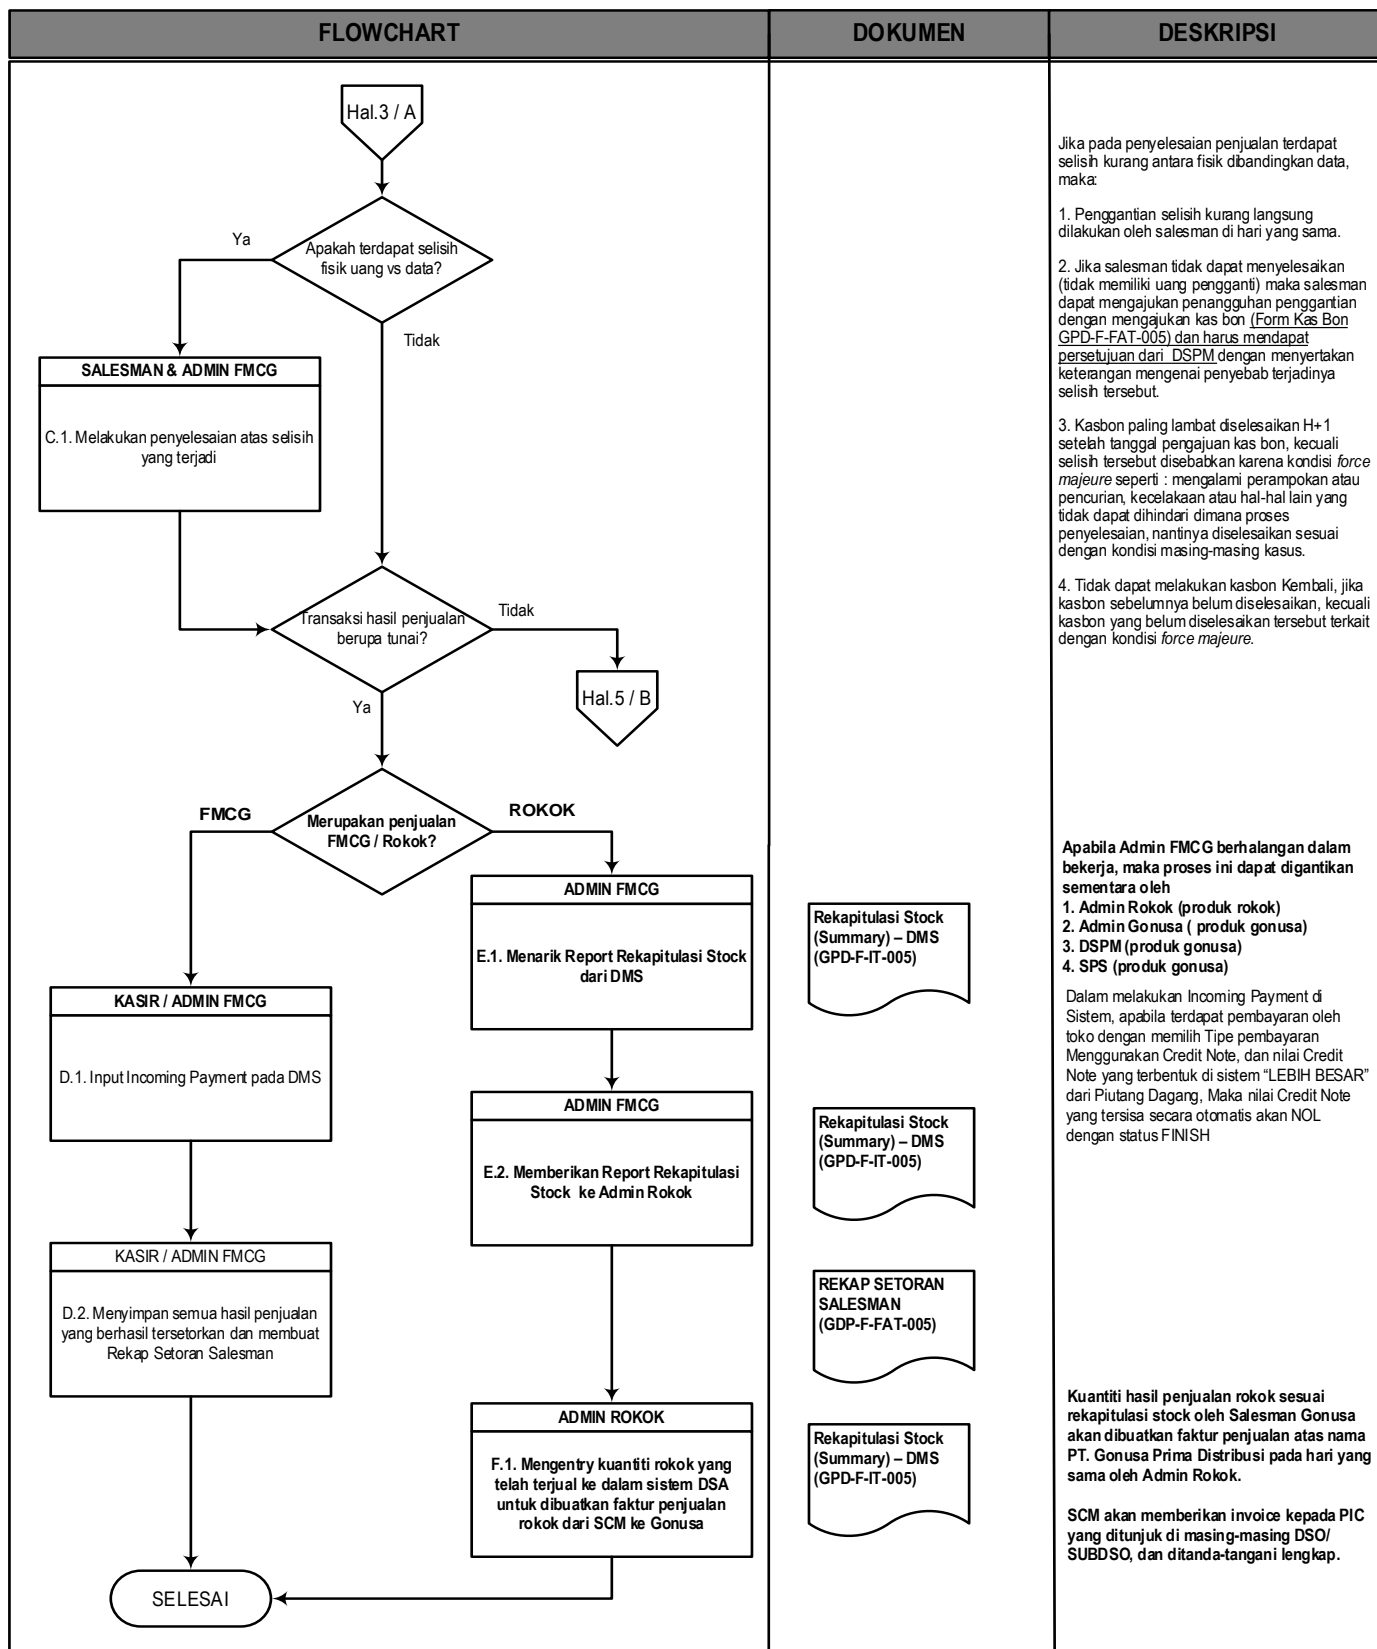 FLOWCHART
DOKUMEN
DESKRIPSI
Hal.3 / A
Apakah terdapat selisih
fisik uang vs data?
Ya
Tidak
SALESMAN & ADMIN FMCG
C.1. Melakukan penyelesaian atas selisih
yang terjadi
Transaksi hasil penjualan
berupa tunai?
Tidak
Hal.5 / B
Ya
Merupakan penjualan
FMCG / Rokok?
FMCG
ROKOK
KASIR / ADMIN FMCG
D.1. Input Incoming Payment pada DMS
KASIR / ADMIN FMCG
D.2. Menyimpan semua hasil penjualan
yang berhasil tersetorkan dan membuat
Rekap Setoran Salesman
ADMIN FMCG
E.1. Menarik Report Rekapitulasi Stock
dari DMS
ADMIN FMCG
E.2. Memberikan Report Rekapitulasi
Stock ke Admin Rokok
ADMIN ROKOK
F.1. Mengentry kuantiti rokok yang
telah terjual ke dalam sistem DSA
untuk dibuatkan faktur penjualan
rokok dari SCM ke Gonusa
SELESAI
Rekapitulasi Stock
(Summary) – DMS
(GPD-F-IT-005)
Rekapitulasi Stock
(Summary) – DMS
(GPD-F-IT-005)
REKAP SETORAN
SALESMAN
(GDP-F-FAT-005)
Rekapitulasi Stock
(Summary) – DMS
(GPD-F-IT-005)
Jika pada penyelesaian penjualan terdapat
selisih kurang antara fisik dibandingkan data,
maka:
1. Penggantian selisih kurang langsung
dilakukan oleh salesman di hari yang sama.
2. Jika salesman tidak dapat menyelesaikan
(tidak memiliki uang pengganti) maka salesman
dapat mengajukan penangguhan penggantian
dengan mengajukan kas bon (Form Kas Bon
GPD-F-FAT-005) dan harus mendapat
persetujuan dari DSPM dengan menyertakan
keterangan mengenai penyebab terjadinya
selisih tersebut.
3. Kasbon paling lambat diselesaikan H+1
setelah tanggal pengajuan kas bon, kecuali
selisih tersebut disebabkan karena kondisi force
majeure seperti : mengalami perampokan atau
pencurian, kecelakaan atau hal-hal lain yang
tidak dapat dihindari dimana proses
penyelesaian, nantinya diselesaikan sesuai
dengan kondisi masing-masing kasus.
4. Tidak dapat melakukan kasbon Kembali, jika
kasbon sebelumnya belum diselesaikan, kecuali
kasbon yang belum diselesaikan tersebut terkait
dengan kondisi force majeure.
Apabila Admin FMCG berhalangan dalam
bekerja, maka proses ini dapat digantikan
sementara oleh
1. Admin Rokok (produk rokok)
2. Admin Gonusa ( produk gonusa)
3. DSPM (produk gonusa)
4. SPS (produk gonusa)
Dalam melakukan Incoming Payment di
Sistem, apabila terdapat pembayaran oleh
toko dengan memilih Tipe pembayaran
Menggunakan Credit Note, dan nilai Credit
Note yang terbentuk di sistem “LEBIH BESAR”
dari Piutang Dagang, Maka nilai Credit Note
yang tersisa secara otomatis akan NOL
dengan status FINISH
Kuantiti hasil penjualan rokok sesuai
rekapitulasi stock oleh Salesman Gonusa
akan dibuatkan faktur penjualan atas nama
PT. Gonusa Prima Distribusi pada hari yang
sama oleh Admin Rokok.
SCM akan memberikan invoice kepada PIC
yang ditunjuk di masing-masing DSO/
SUBDSO, dan ditanda-tangani lengkap.